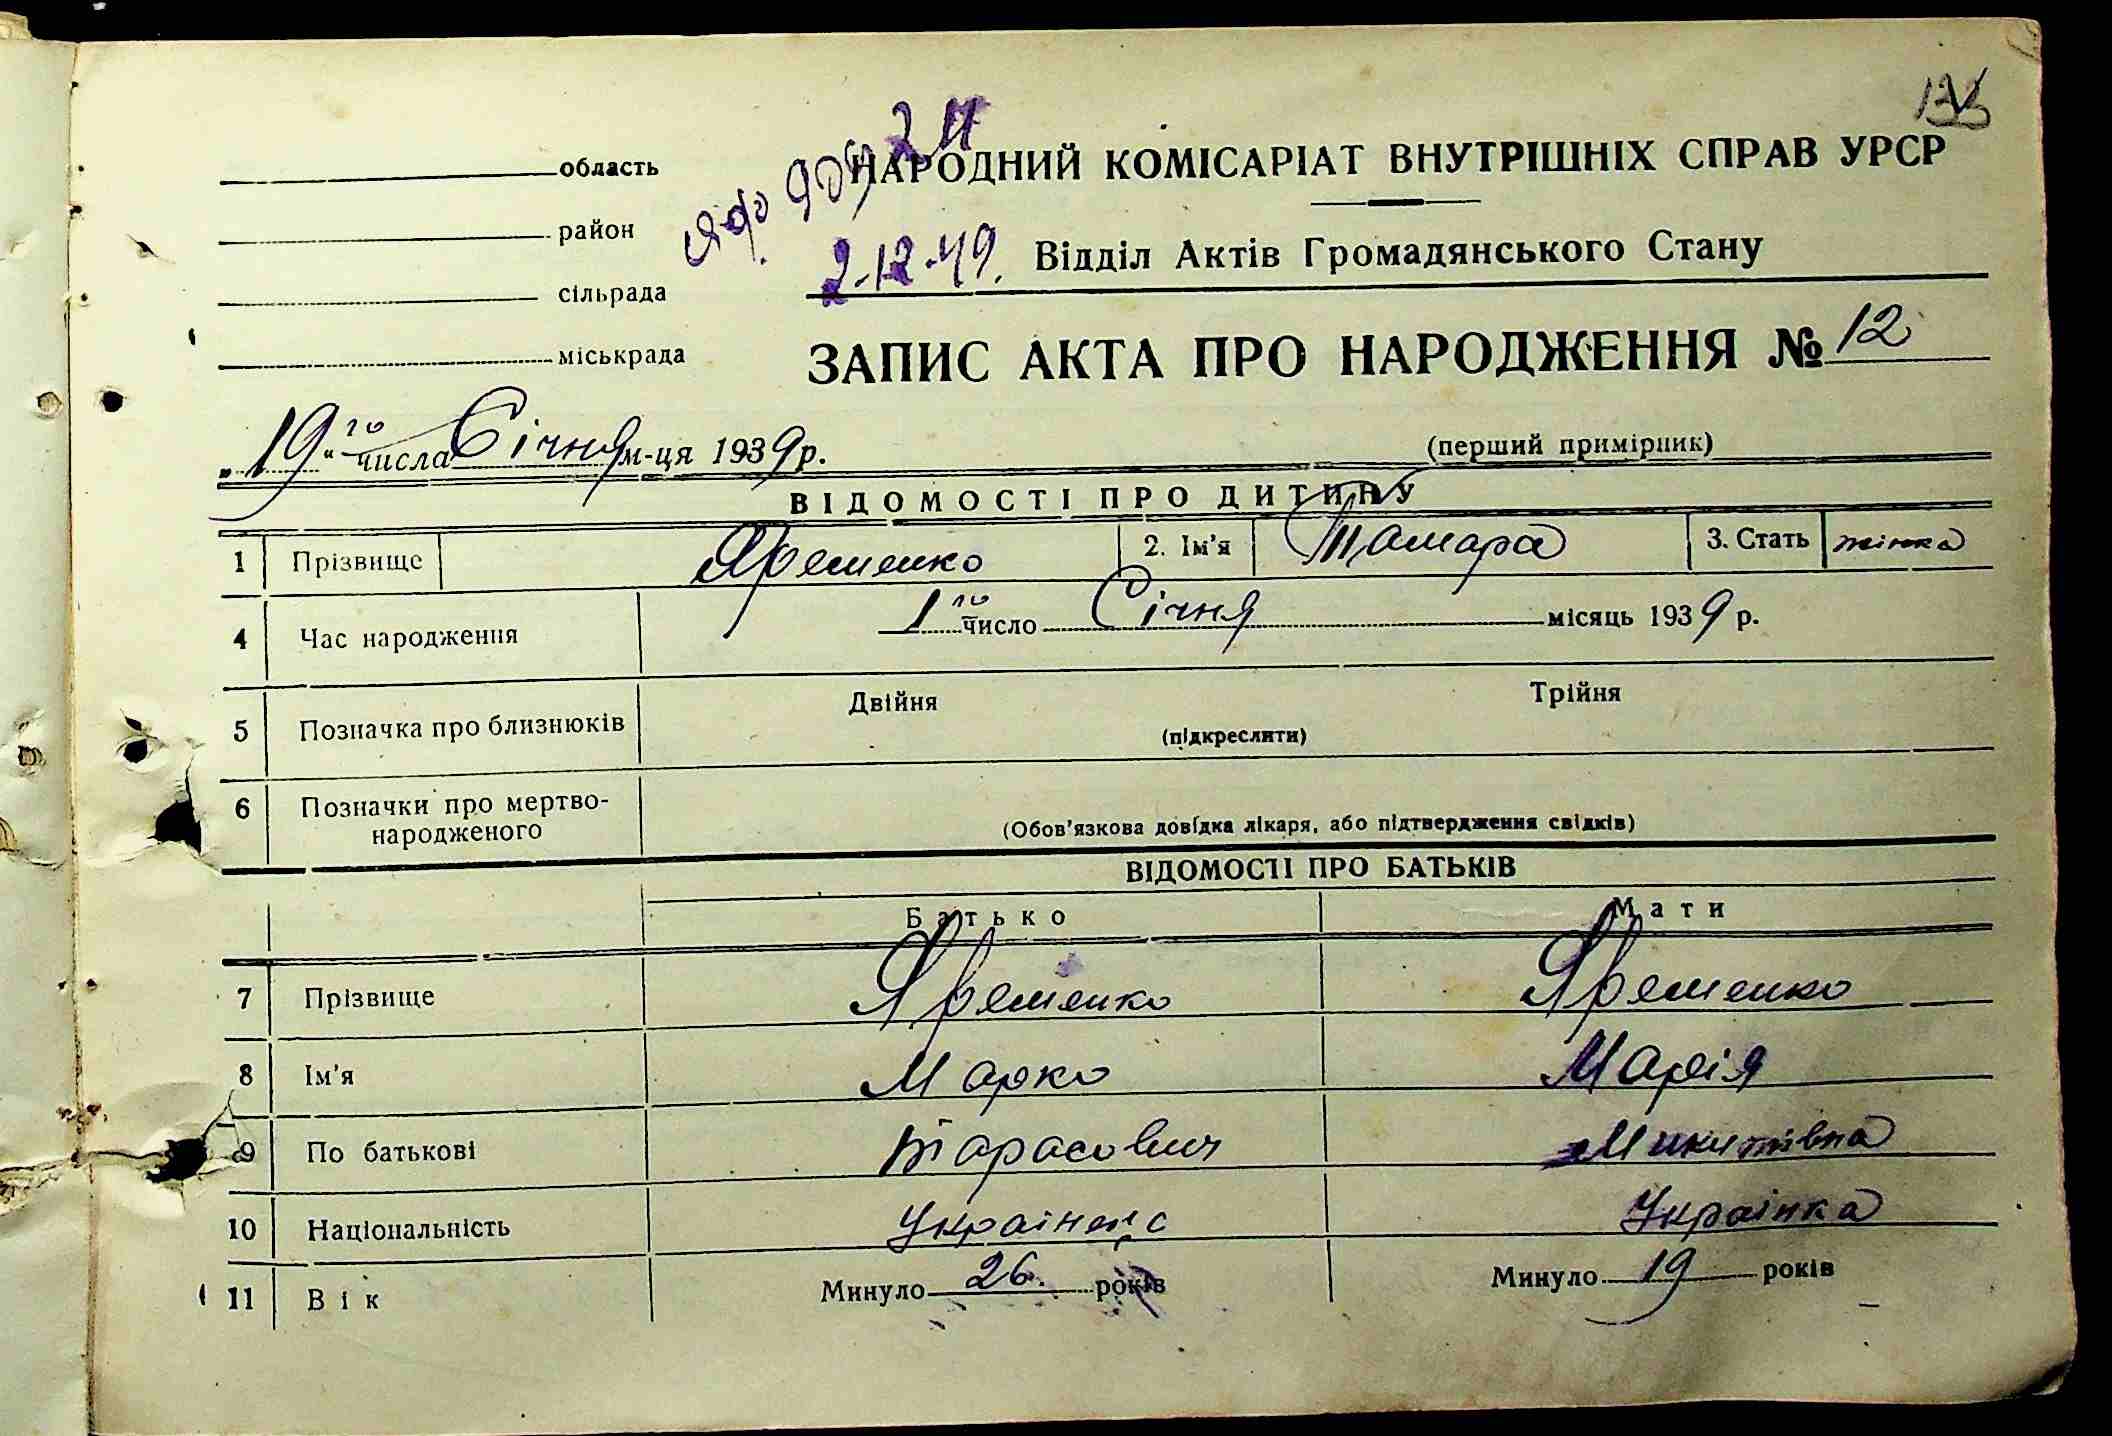 область
НАРОДНИЙ КОМІСАРІАТ ВНУТРІШНІХ СПРАВ УРСР
район
2-12-49. Відділ Актів Громадянського Стану
сільрада
міськрада
ЗАПИС АКТА ПРО НАРОДЖЕННЯ № 12
„19“ го числа Січня м-ця 1939 р. (перший примірник)
ВІДОМОСТІ ПРО ДИТИНУ
1 Прізвище Яременко 2. Ім'я Тамара 3. Стать жінка
4 Час народження 1 го число Січня місяць 1939 р.
5 Позначка про близнюків Двійня Трійня
(підкреслити)
6 Позначки про мертво-
народженого (Обов'язкова довідка лікаря, або підтвердження свідків)
ВІДОМОСТІ ПРО БАТЬКІВ
Батько Мати
7 Прізвище Яременко Яременко
8 Ім'я Марко Марія
9 По батькові Тарасович Микитівна
10 Національність Українець Українка
11 Вік Минуло 26 років Минуло 19 років